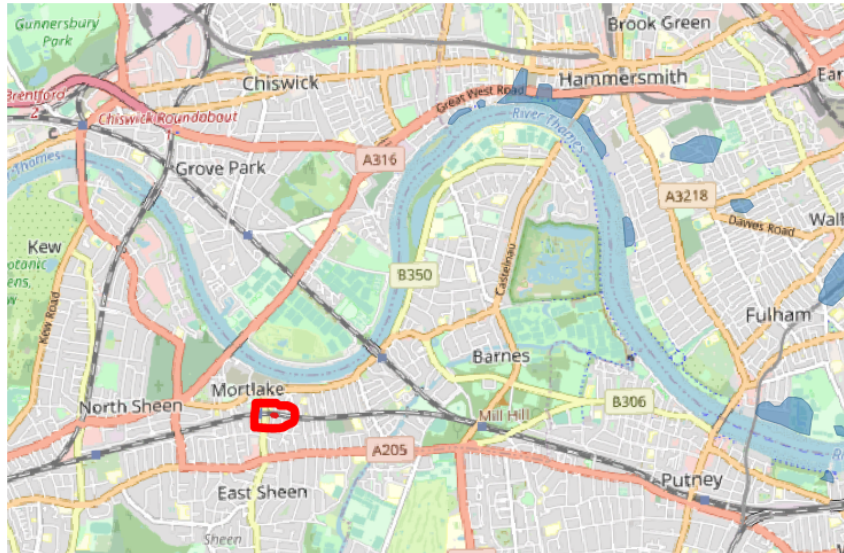 Gunnersbury
Park
Brook Green
Chiswick
Hammersmith
Great West Road
Brentford
2
Chiswick Roundabout
River Thames
Thames
A316
Grove Park
A3218
Dawes Road
Kew
B350
Castelnau
Kew Road
Fulham
Barnes
Mortlake
North Sheen
B306
Mill Hill
A205
Putney
East Sheen
Sheen